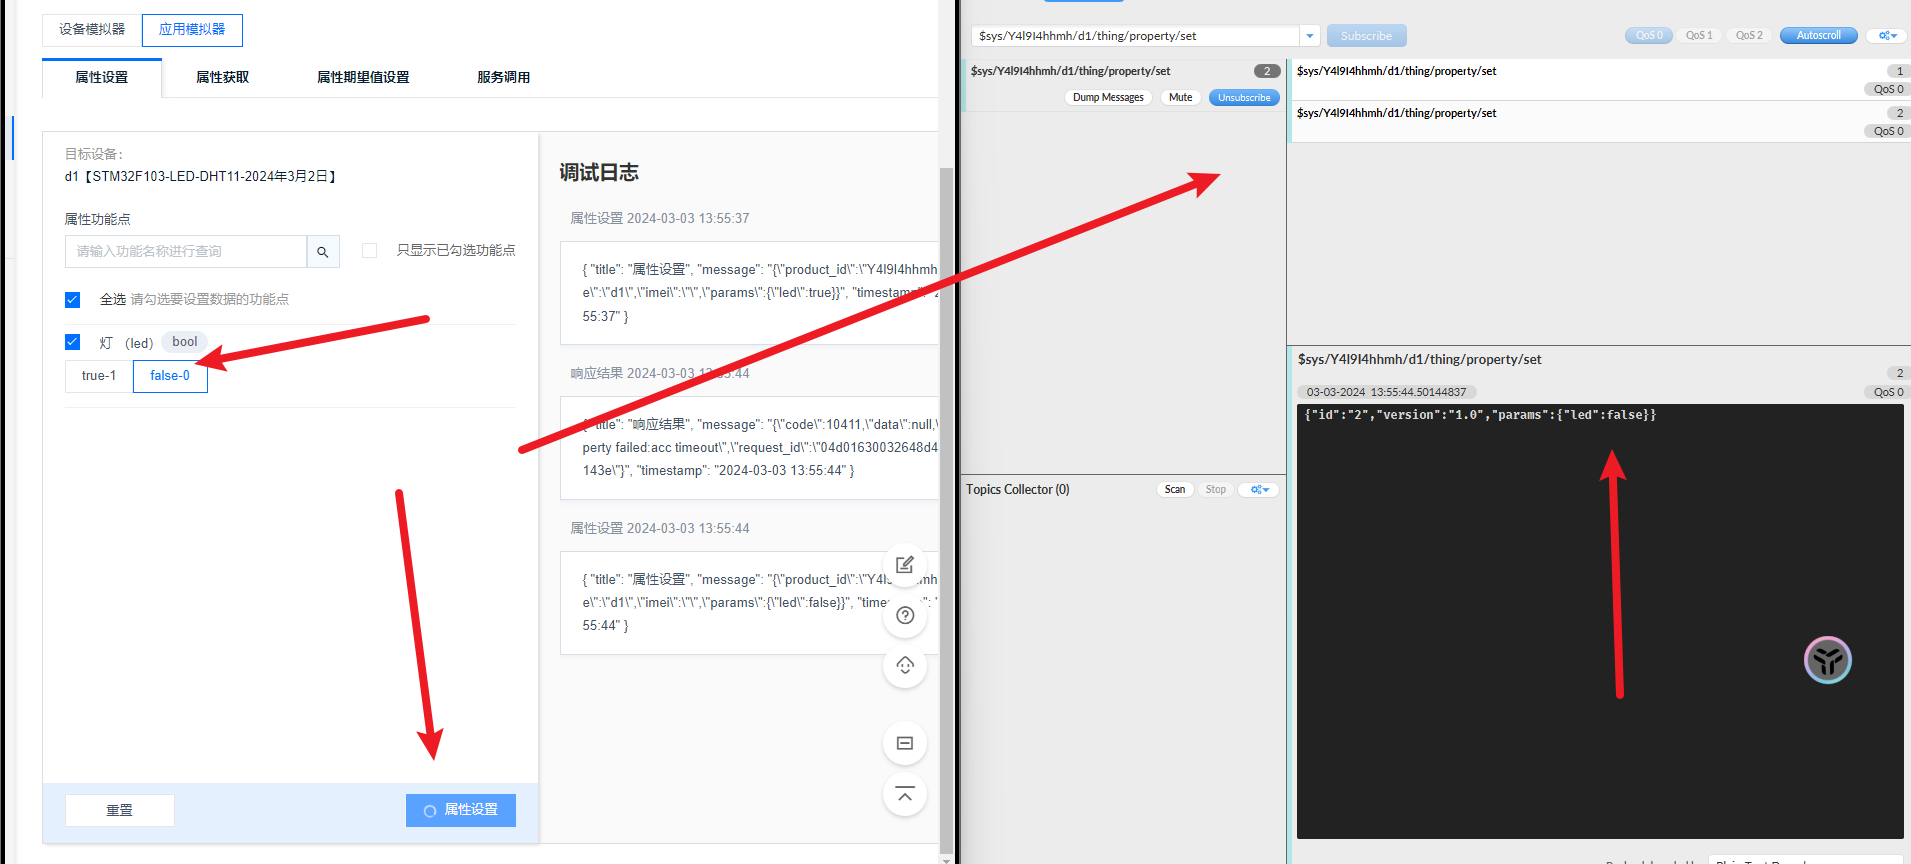 设备模拟器
应用模拟器
属性设置
属性获取
属性期望值设置
服务调用
目标设备：
d1【STM32F103-LED-DHT11-2024年3月2日】
属性功能点
请输入功能名称进行查询
只显示已勾选功能点
全选 请勾选要设置数据的功能点
灯 （led） bool
true-1
false-0
重置
属性设置
调试日志
属性设置 2024-03-03 13:55:37
{ "title": "属性设置", "message": "{\"product_id\":\"Y4l9I4hhmh
e\":\"d1\",\"imei\":\"\",\"params\":{\"led\":true}}", "timestamp": "2
55:37" }
响应结果 2024-03-03 13:55:44
{ "title": "响应结果", "message": "{\"code\":10411,\"data\":null,\
perty failed:acc timeout\",\"request_id\":\"04d01630032648d4
143e\"}", "timestamp": "2024-03-03 13:55:44" }
属性设置 2024-03-03 13:55:44
{ "title": "属性设置", "message": "{\"product_id\":\"Y4l9
mh
e\":\"d1\",\"imei\":\"\",\"params\":{\"led\":false}}", "time
55:44" }
$sys/Y4l9I4hhmh/d1/thing/property/set
Subscribe
QoS 0
QoS 1
QoS 2
Autoscroll
$sys/Y4l9I4hhmh/d1/thing/property/set
2
Dump Messages
Mute
Unsubscribe
Topics Collector (0)
Scan
Stop
$sys/Y4l9I4hhmh/d1/thing/property/set
1
QoS 0
$sys/Y4l9I4hhmh/d1/thing/property/set
2
QoS 0
$sys/Y4l9I4hhmh/d1/thing/property/set
2
03-03-2024 13:55:44.50144837
QoS 0
{"id":"2","version":"1.0","params":{"led":false}}